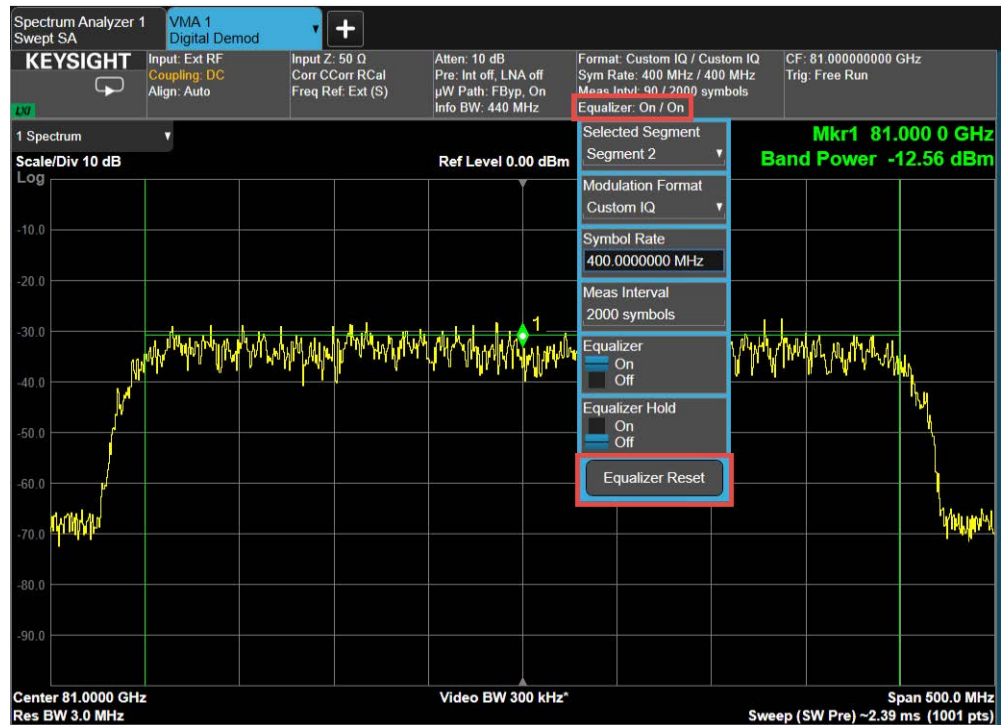 Spectrum Analyzer 1
Swept SA
VMA 1
Digital Demod
KEYSIGHT
LXI
Input: Ext RF
Coupling: DC
Align: Auto
Input Z: 50 Ω
Corr CCorr RCal
Freq Ref: Ext (S)
Atten: 10 dB
Pre: Int off, LNA off
µW Path: FByp, On
Info BW: 440 MHz
Format: Custom IQ / Custom IQ
Sym Rate: 400 MHz / 400 MHz
Meas Intvl: 90 / 2000 symbols
Equalizer: On / On
CF: 81.000000000 GHz
Trig: Free Run
1 Spectrum
Scale/Div 10 dB
Log
Ref Level 0.00 dBm
Mkr1 81.000 0 GHz
Band Power -12.56 dBm
Selected Segment
Segment 2
Modulation Format
Custom IQ
Symbol Rate
400.0000000 MHz
Meas Interval
2000 symbols
Equalizer
On
Off
Equalizer Hold
On
Off
Equalizer Reset
-10.0
-20.0
-30.0
-40.0
-50.0
-60.0
-70.0
-80.0
-90.0
1
Center 81.0000 GHz
Res BW 3.0 MHz
Video BW 300 kHz*
Span 500.0 MHz
Sweep (SW Pre) ~2.39 ms (1001 pts)